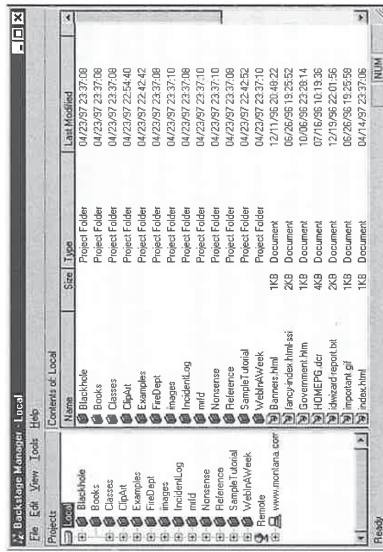 Backstage Manager - Local
File Edit View Tools Help
Projects
Contents of: Local
Local
Blackhole
Books
Classes
ClipArt
Examples
FireDept
images
IncidentLog
mfd
Nonsense
Reference
SampleTutorial
WebInAWeek
Remote
www.montana.com
Name Size Type Last Modified
Blackhole Project Folder 04/23/97 23:37:08
Books Project Folder 04/23/97 23:37:08
Classes Project Folder 04/23/97 23:37:08
ClipArt Project Folder 04/23/97 22:54:40
Examples Project Folder 04/23/97 22:42:42
FireDept Project Folder 04/23/97 23:37:08
images Project Folder 04/23/97 23:37:10
IncidentLog Project Folder 04/23/97 23:37:08
mfd Project Folder 04/23/97 23:37:10
Nonsense Project Folder 04/23/97 23:37:10
Reference Project Folder 04/23/97 23:37:08
SampleTutorial Project Folder 04/23/97 22:42:52
WebInAWeek Project Folder 04/23/97 23:37:10
Banners.html 1KB Document 12/11/96 20:48:22
fancy-index.html-ssi 2KB Document 06/26/96 19:25:52
Government.htm 1KB Document 10/06/96 23:28:14
HOMEPG.dcr 4KB Document 07/16/96 10:19:36
idwizard report.txt 2KB Document 12/19/96 22:01:56
important.gif 1KB Document 06/26/96 19:25:58
index.html 1KB Document 04/14/97 23:37:06
Ready
NUM